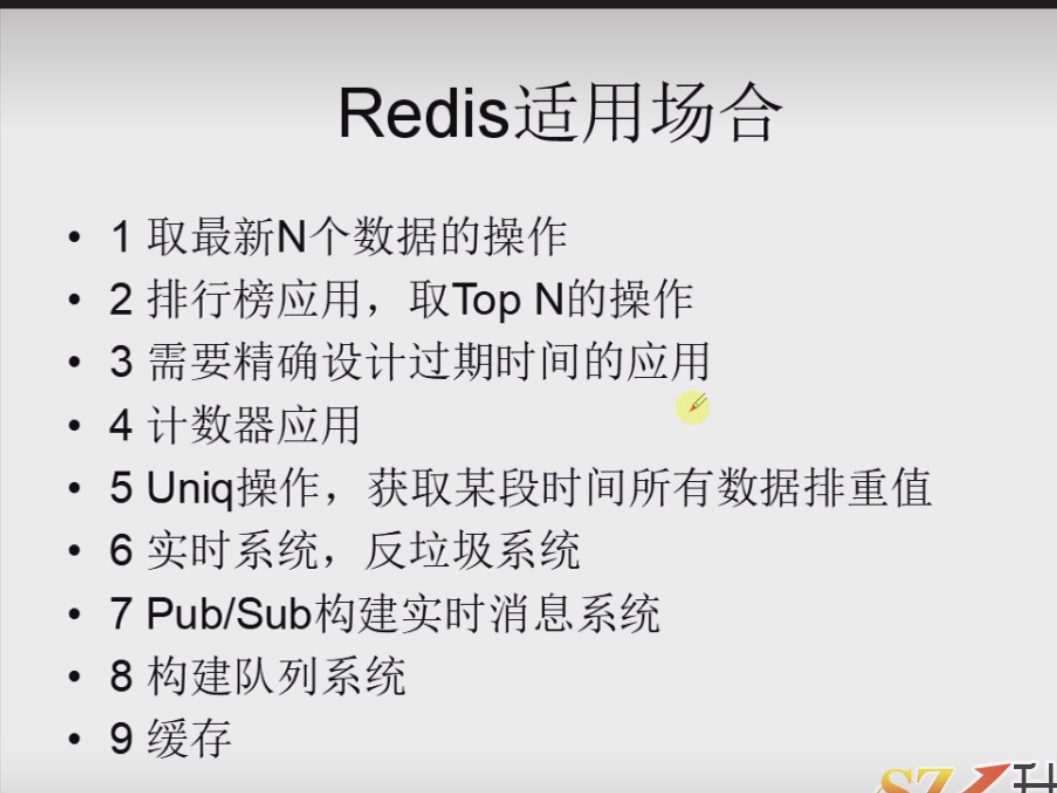 Redis适用场合
• 1 取最新N个数据的操作
• 2 排行榜应用，取Top N的操作
• 3 需要精确设计过期时间的应用
• 4 计数器应用
• 5 Uniq操作，获取某段时间所有数据排重值
• 6 实时系统，反垃圾系统
• 7 Pub/Sub构建实时消息系统
• 8 构建队列系统
• 9 缓存